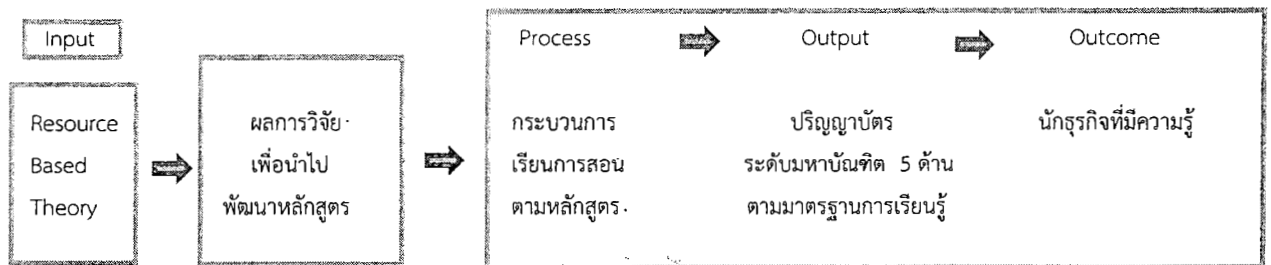 Input
Process
Output
Outcome
Resource
Based
Theory
ผลการวิจัย
เพื่อนำไป
พัฒนาหลักสูตร
กระบวนการ
เรียนการสอน
ตามหลักสูตร
ปริญญาบัตร
ระดับมหาบัณฑิต 5 ด้าน
ตามมาตรฐานการเรียนรู้
นักธุรกิจที่มีความรู้